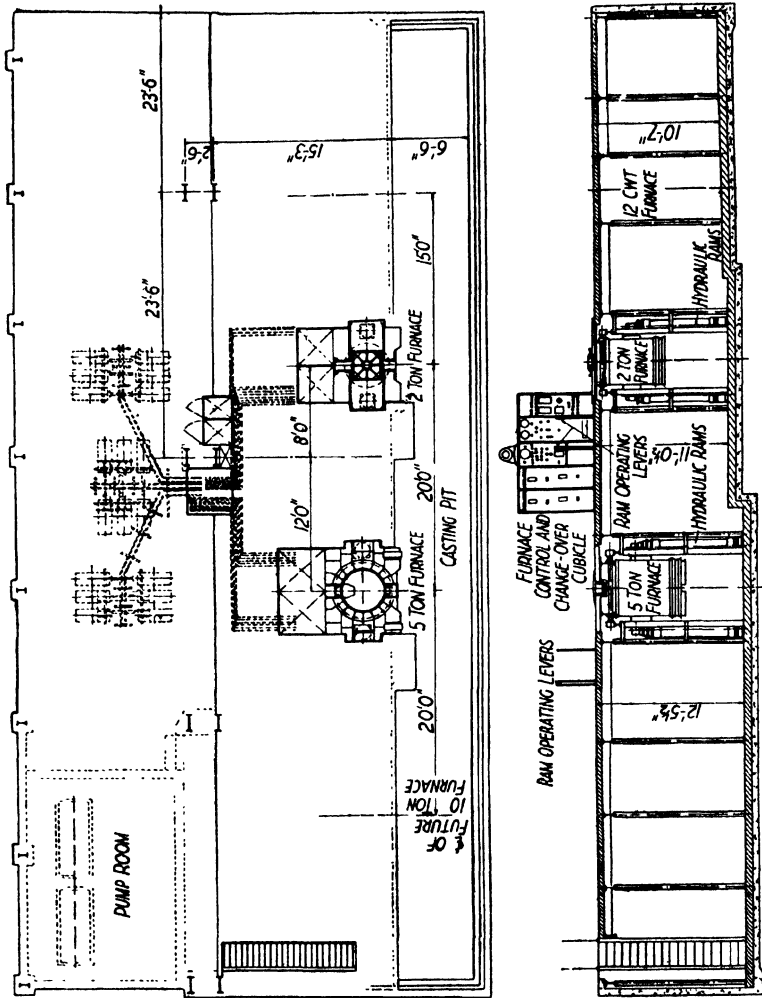 23'-6"
23'-6"
2'-6"
15'-3"
6'-6"
15'0"
2 TON FURNACE
8'0"
20'0"
12'0"
CASTING PIT
5 TON FURNACE
20'0"
℄ OF
FUTURE
10 TON
FURNACE
PUMP ROOM
10'-7"
12 CWT
FURNACE
HYDRAULIC
RAMS
2 TON
FURNACE
RAM OPERATING
LEVERS
11'-0½"
HYDRAULIC RAMS
FURNACE
CONTROL AND
CHANGE-OVER
CUBICLE
5 TON
FURNACE
RAM OPERATING LEVERS
12'-5½"